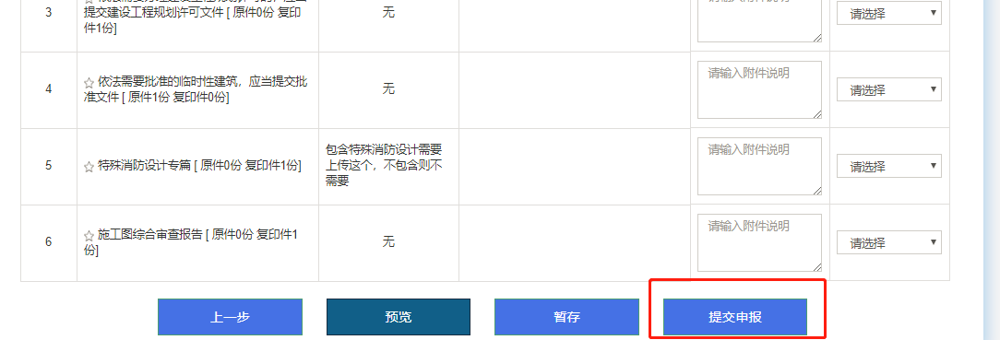 3
提交建设工程规划许可文件 [ 原件0份 复印
件1份]
无
请选择
4
依法需要批准的临时性建筑，应当提交批
准文件 [ 原件1份 复印件0份]
无
请输入附件说明
请选择
5
特殊消防设计专篇 [ 原件0份 复印件1份]
包含特殊消防设计需要
上传这个，不包含则不
需要
请输入附件说明
请选择
6
施工图综合审查报告 [ 原件0份 复印件1
份]
无
请输入附件说明
请选择
上一步
预览
暂存
提交申报